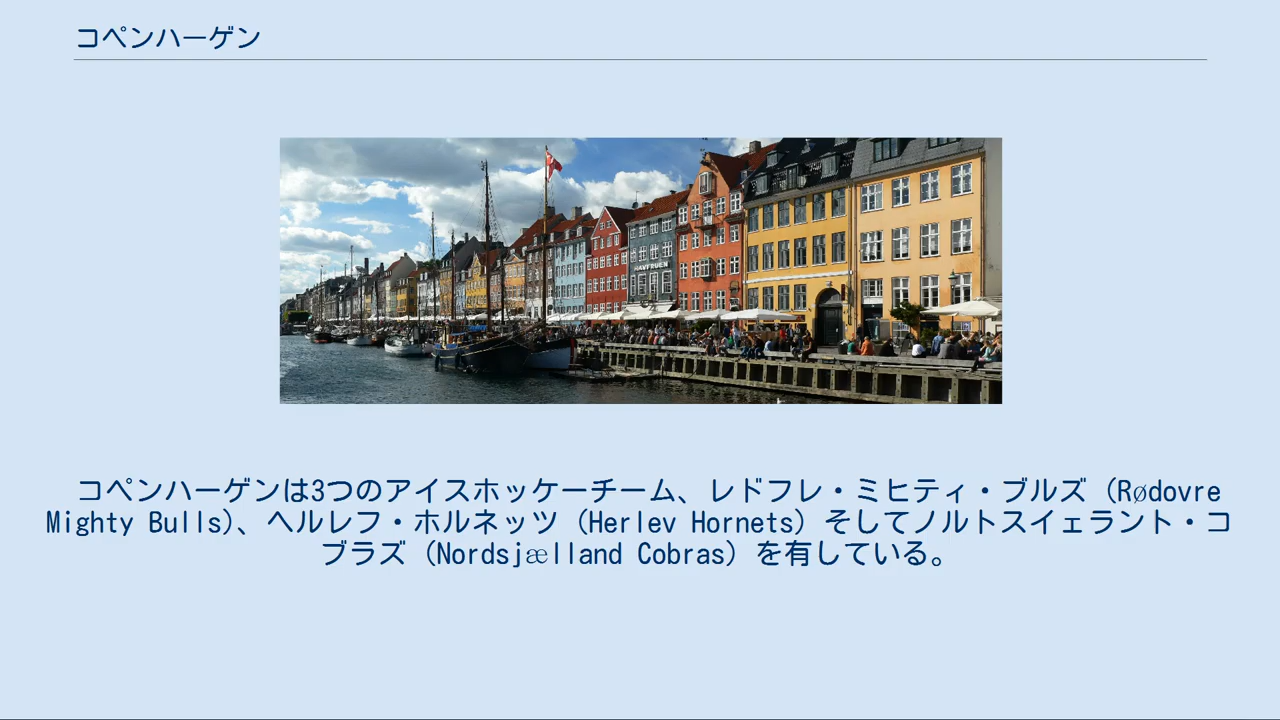 コペンハーゲン
HAVFRUEN
コペンハーゲンは3つのアイスホッケーチーム、レドフレ・ミヒティ・ブルズ（Rødovre
Mighty Bulls）、ヘルレフ・ホルネッツ（Herlev Hornets）そしてノルトスイェラント・コ
ブラズ（Nordsjælland Cobras）を有している。